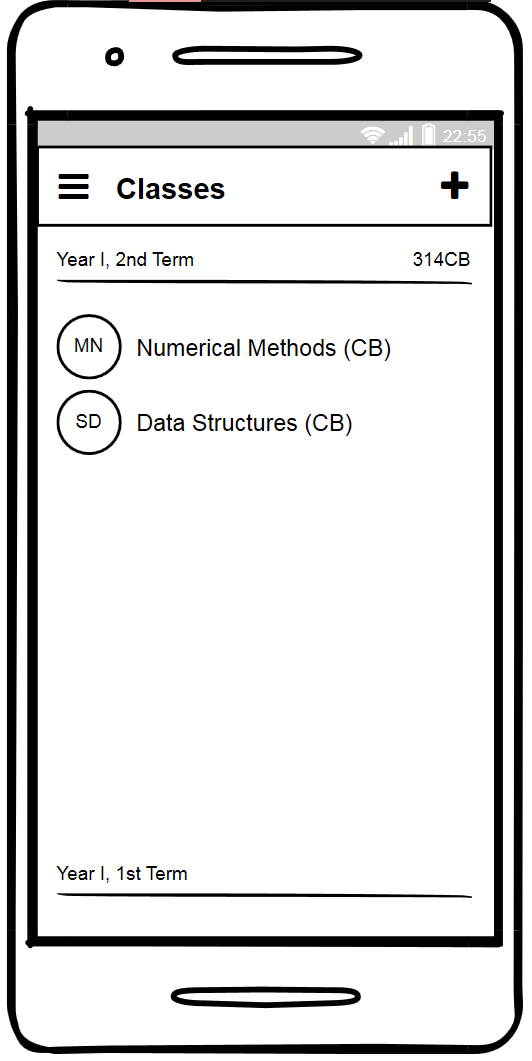 22:55
Classes
Year I, 2nd Term 314CB
MN Numerical Methods (CB)
SD Data Structures (CB)
Year I, 1st Term